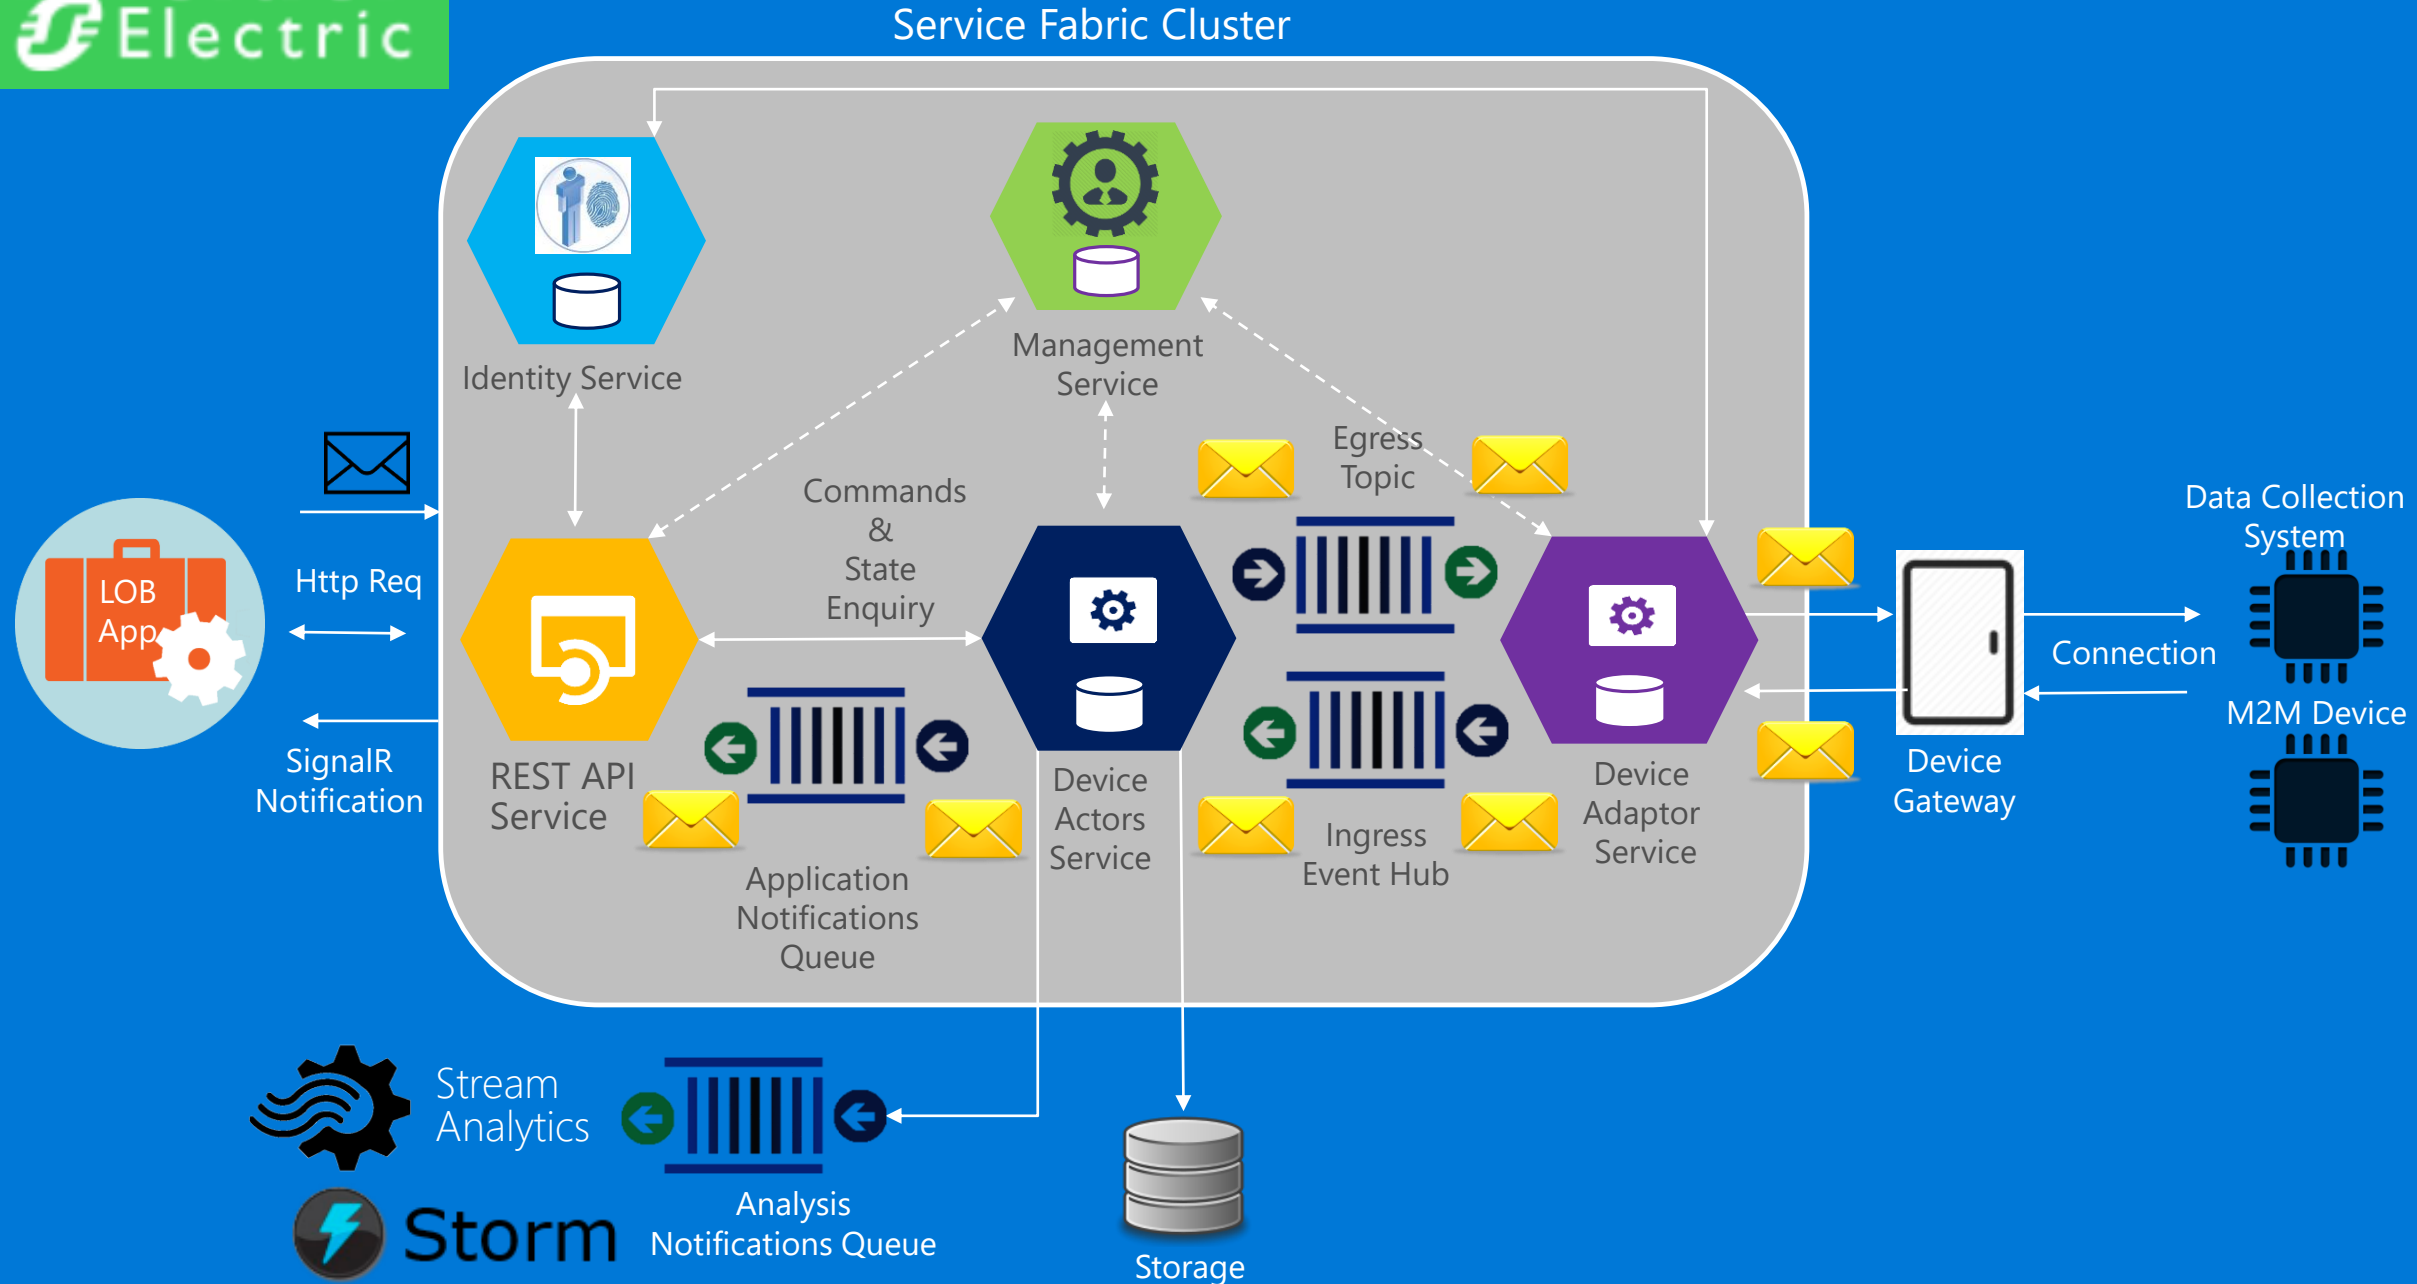 Electric
Service Fabric Cluster
Identity Service
Management
Service
Egress
Topic
Commands
&
State
Enquiry
Data Collection
System
LOB
App
Http Req
Connection
M2M Device
SignalR
Notification
REST API
Service
Device
Actors
Service
Device
Adaptor
Service
Device
Gateway
Ingress
Event Hub
Application
Notifications
Queue
Stream
Analytics
Storm
Analysis
Notifications Queue
Storage